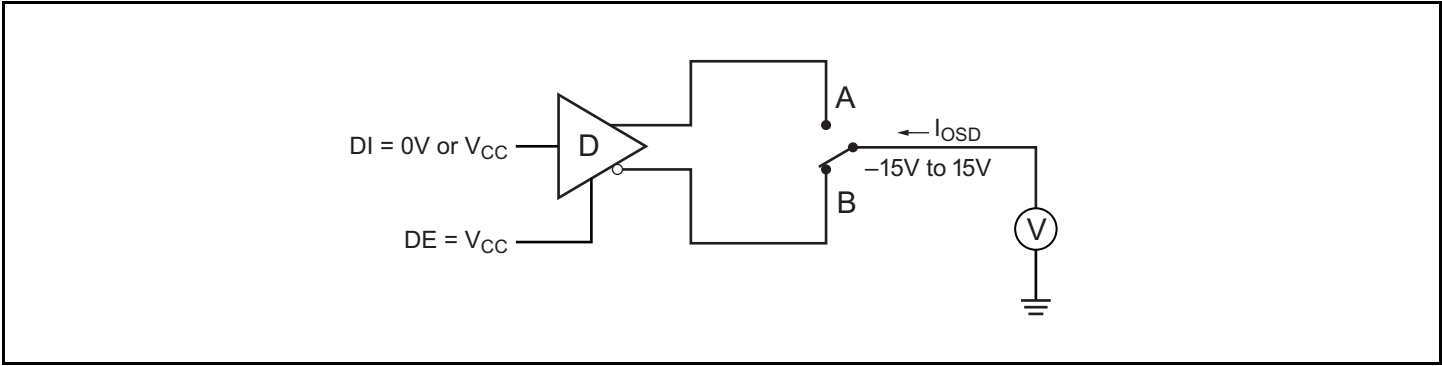 A
I_OSD
DI = 0V or V_CC
D
–15V to 15V
B
V
DE = V_CC